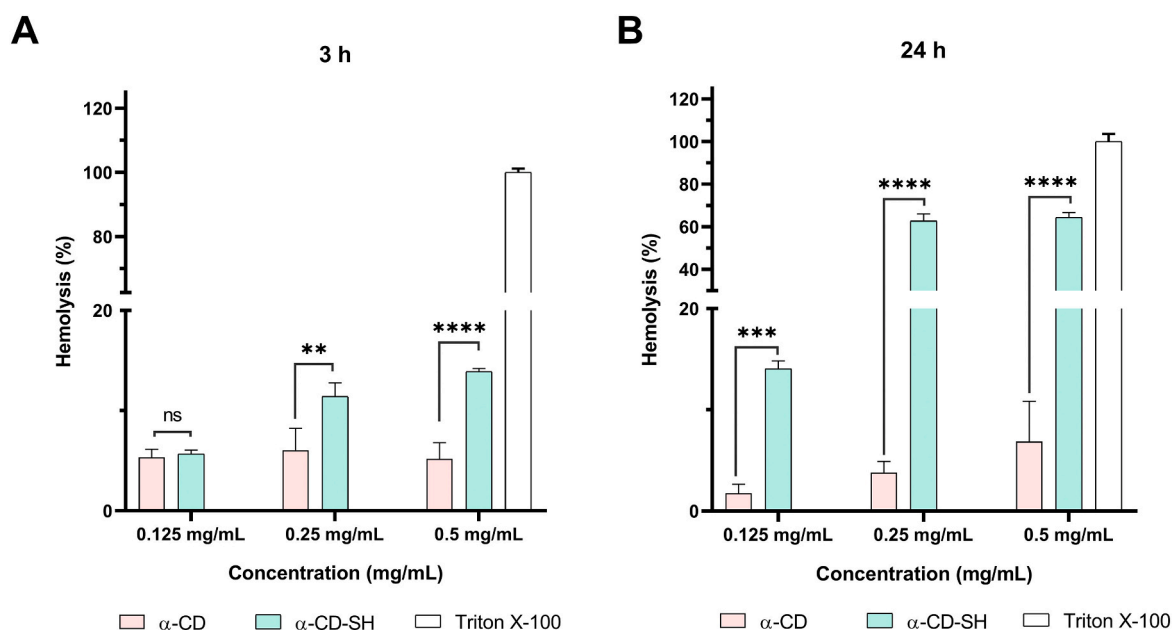 A
3 h
Hemolysis (%)
120
100
80
20
0
ns
**
****
0.125 mg/mL 0.25 mg/mL 0.5 mg/mL
Concentration (mg/mL)
α-CD α-CD-SH Triton X-100
B
24 h
Hemolysis (%)
120
100
80
60
40
20
0
***
****
****
0.125 mg/mL 0.25 mg/mL 0.5 mg/mL
Concentration (mg/mL)
α-CD α-CD-SH Triton X-100